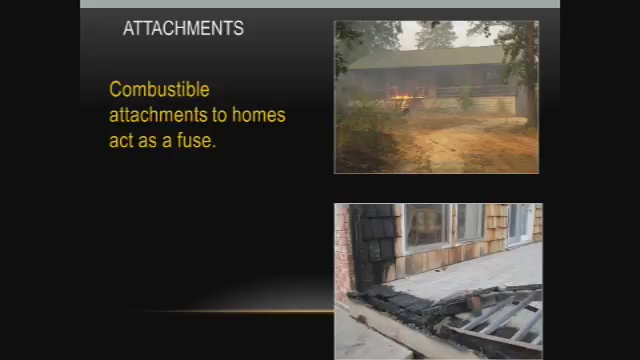 ATTACHMENTS
Combustible
attachments to homes
act as a fuse.